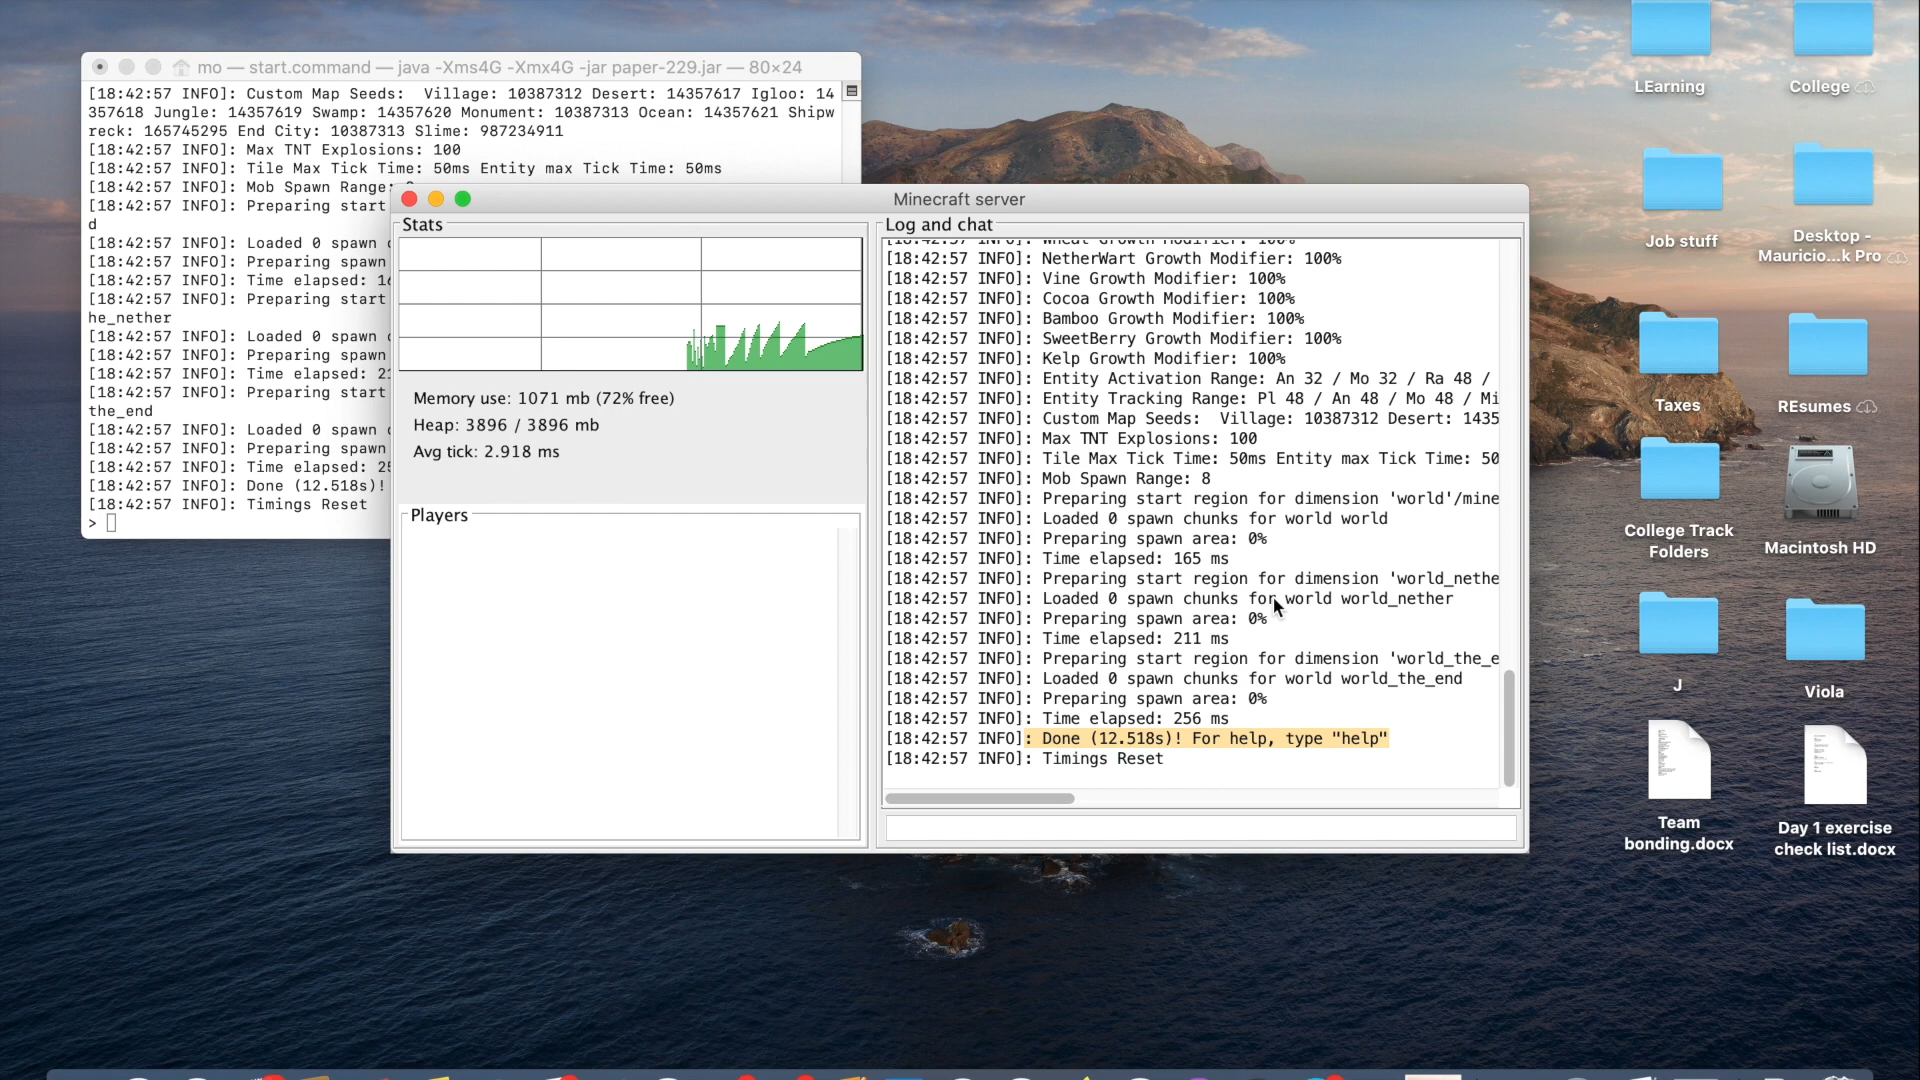 mo — start.command — java -Xms4G -Xmx4G -jar paper-229.jar — 80×24
[18:42:57 INFO]: Custom Map Seeds:  Village: 10387312 Desert: 14357617 Igloo: 14
357618 Jungle: 14357619 Swamp: 14357620 Monument: 10387313 Ocean: 14357621 Shipw
reck: 165745295 End City: 10387313 Slime: 987234911
[18:42:57 INFO]: Max TNT Explosions: 100
[18:42:57 INFO]: Tile Max Tick Time: 50ms Entity max Tick Time: 50ms
[18:42:57 INFO]: Mob Spawn Range:
[18:42:57 INFO]: Preparing start
d
[18:42:57 INFO]: Loaded 0 spawn
[18:42:57 INFO]: Preparing spawn
[18:42:57 INFO]: Time elapsed: 16
[18:42:57 INFO]: Preparing start
he_nether
[18:42:57 INFO]: Loaded 0 spawn
[18:42:57 INFO]: Preparing spawn
[18:42:57 INFO]: Time elapsed: 21
[18:42:57 INFO]: Preparing start
the_end
[18:42:57 INFO]: Loaded 0 spawn
[18:42:57 INFO]: Preparing spawn
[18:42:57 INFO]: Time elapsed: 25
[18:42:57 INFO]: Done (12.518s)!
[18:42:57 INFO]: Timings Reset
>
Minecraft server
Stats
Memory use: 1071 mb (72% free)
Heap: 3896 / 3896 mb
Avg tick: 2.918 ms
Players
Log and chat
[18:42:57 INFO]: Wheat Growth Modifier: 100%
[18:42:57 INFO]: NetherWart Growth Modifier: 100%
[18:42:57 INFO]: Vine Growth Modifier: 100%
[18:42:57 INFO]: Cocoa Growth Modifier: 100%
[18:42:57 INFO]: Bamboo Growth Modifier: 100%
[18:42:57 INFO]: SweetBerry Growth Modifier: 100%
[18:42:57 INFO]: Kelp Growth Modifier: 100%
[18:42:57 INFO]: Entity Activation Range: An 32 / Mo 32 / Ra 48 /
[18:42:57 INFO]: Entity Tracking Range: Pl 48 / An 48 / Mo 48 / Mi
[18:42:57 INFO]: Custom Map Seeds:  Village: 10387312 Desert: 1435
[18:42:57 INFO]: Max TNT Explosions: 100
[18:42:57 INFO]: Tile Max Tick Time: 50ms Entity max Tick Time: 50
[18:42:57 INFO]: Mob Spawn Range: 8
[18:42:57 INFO]: Preparing start region for dimension 'world'/mine
[18:42:57 INFO]: Loaded 0 spawn chunks for world world
[18:42:57 INFO]: Preparing spawn area: 0%
[18:42:57 INFO]: Time elapsed: 165 ms
[18:42:57 INFO]: Preparing start region for dimension 'world_nethe
[18:42:57 INFO]: Loaded 0 spawn chunks for world world_nether
[18:42:57 INFO]: Preparing spawn area: 0%
[18:42:57 INFO]: Time elapsed: 211 ms
[18:42:57 INFO]: Preparing start region for dimension 'world_the_e
[18:42:57 INFO]: Loaded 0 spawn chunks for world world_the_end
[18:42:57 INFO]: Preparing spawn area: 0%
[18:42:57 INFO]: Time elapsed: 256 ms
[18:42:57 INFO]: Done (12.518s)! For help, type "help"
[18:42:57 INFO]: Timings Reset
LEarning
College
Job stuff
Desktop -
Mauricio...k Pro
Taxes
REsumes
College Track
Folders
Macintosh HD
J
Viola
Team
bonding.docx
Day 1 exercise
check list.docx